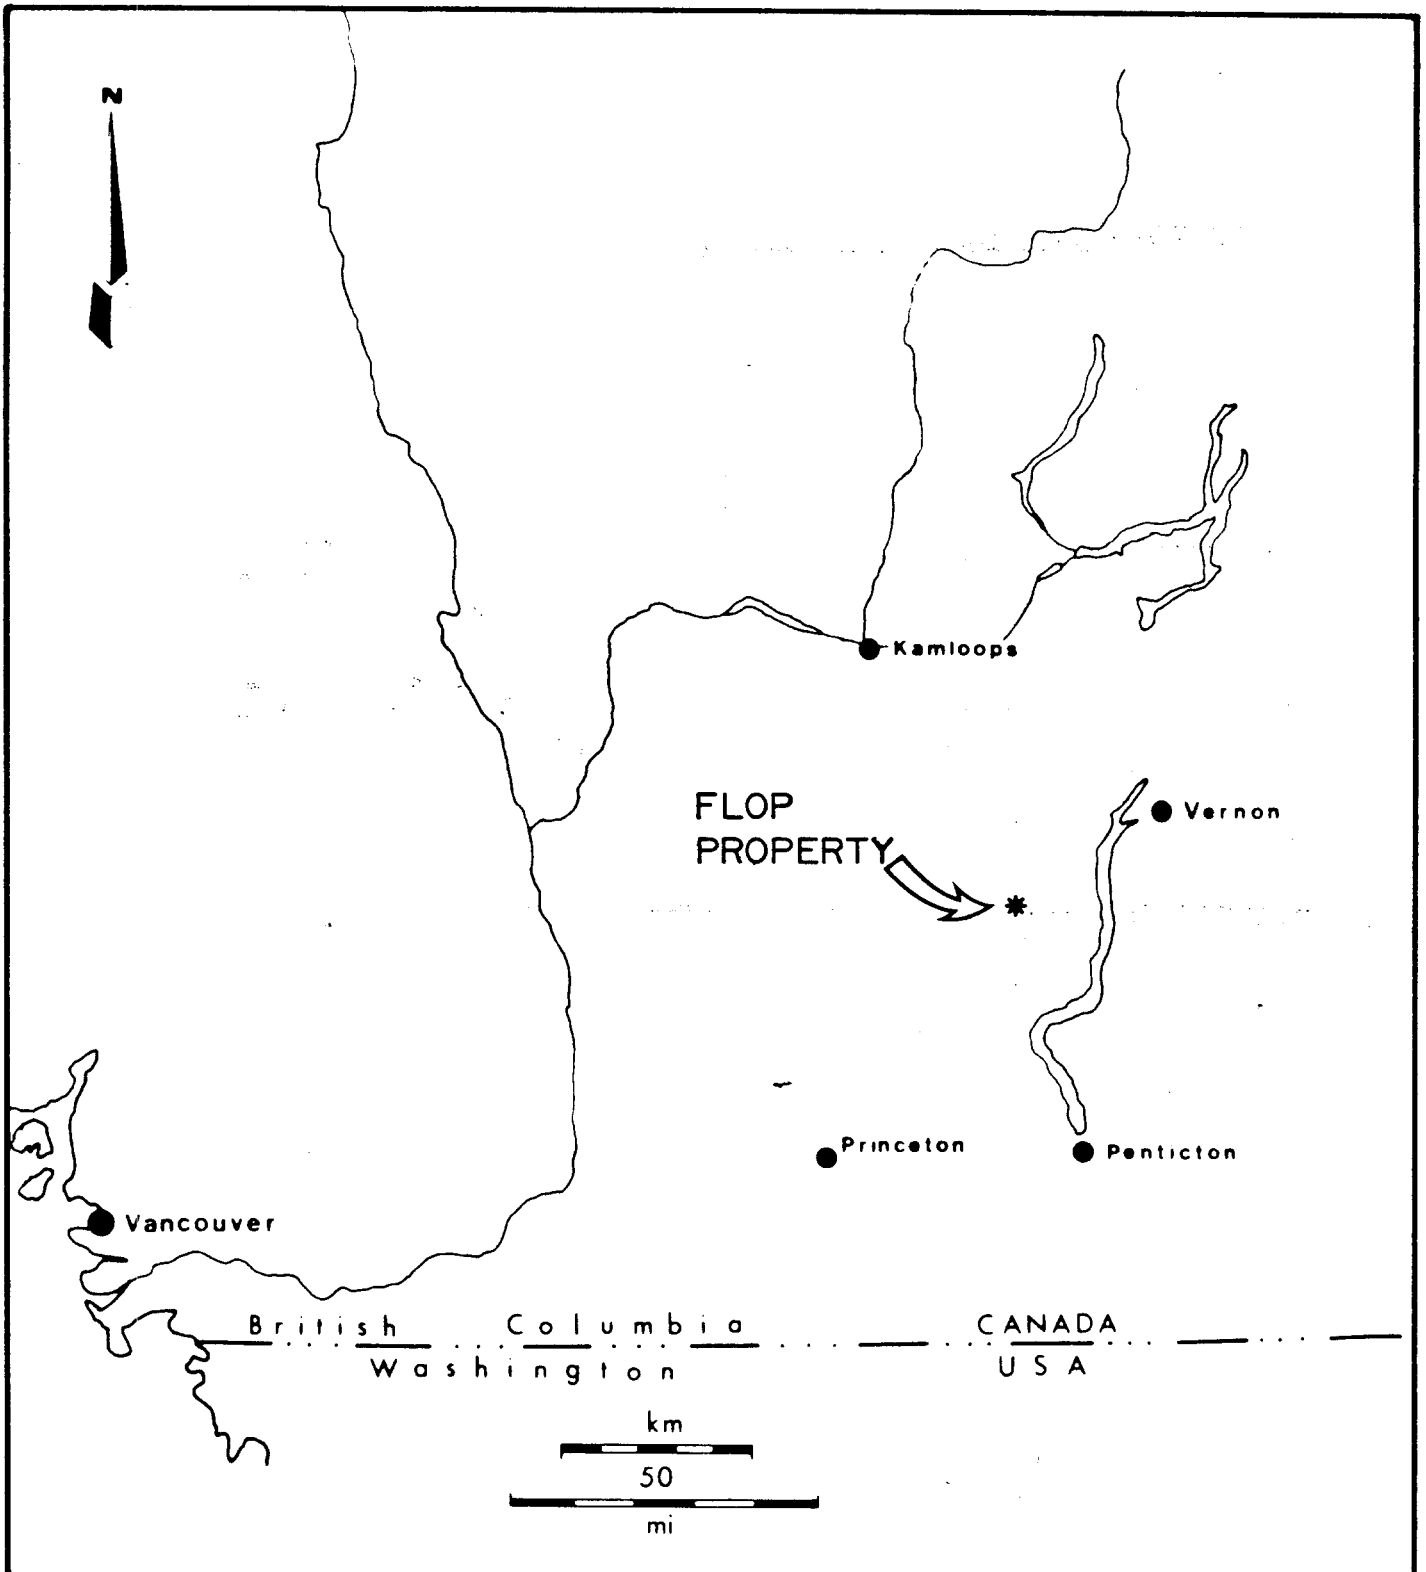 N
Kamloops
FLOP
PROPERTY
Vernon
Princeton
Penticton
Vancouver
British Columbia CANADA
Washington USA
km
50
mi